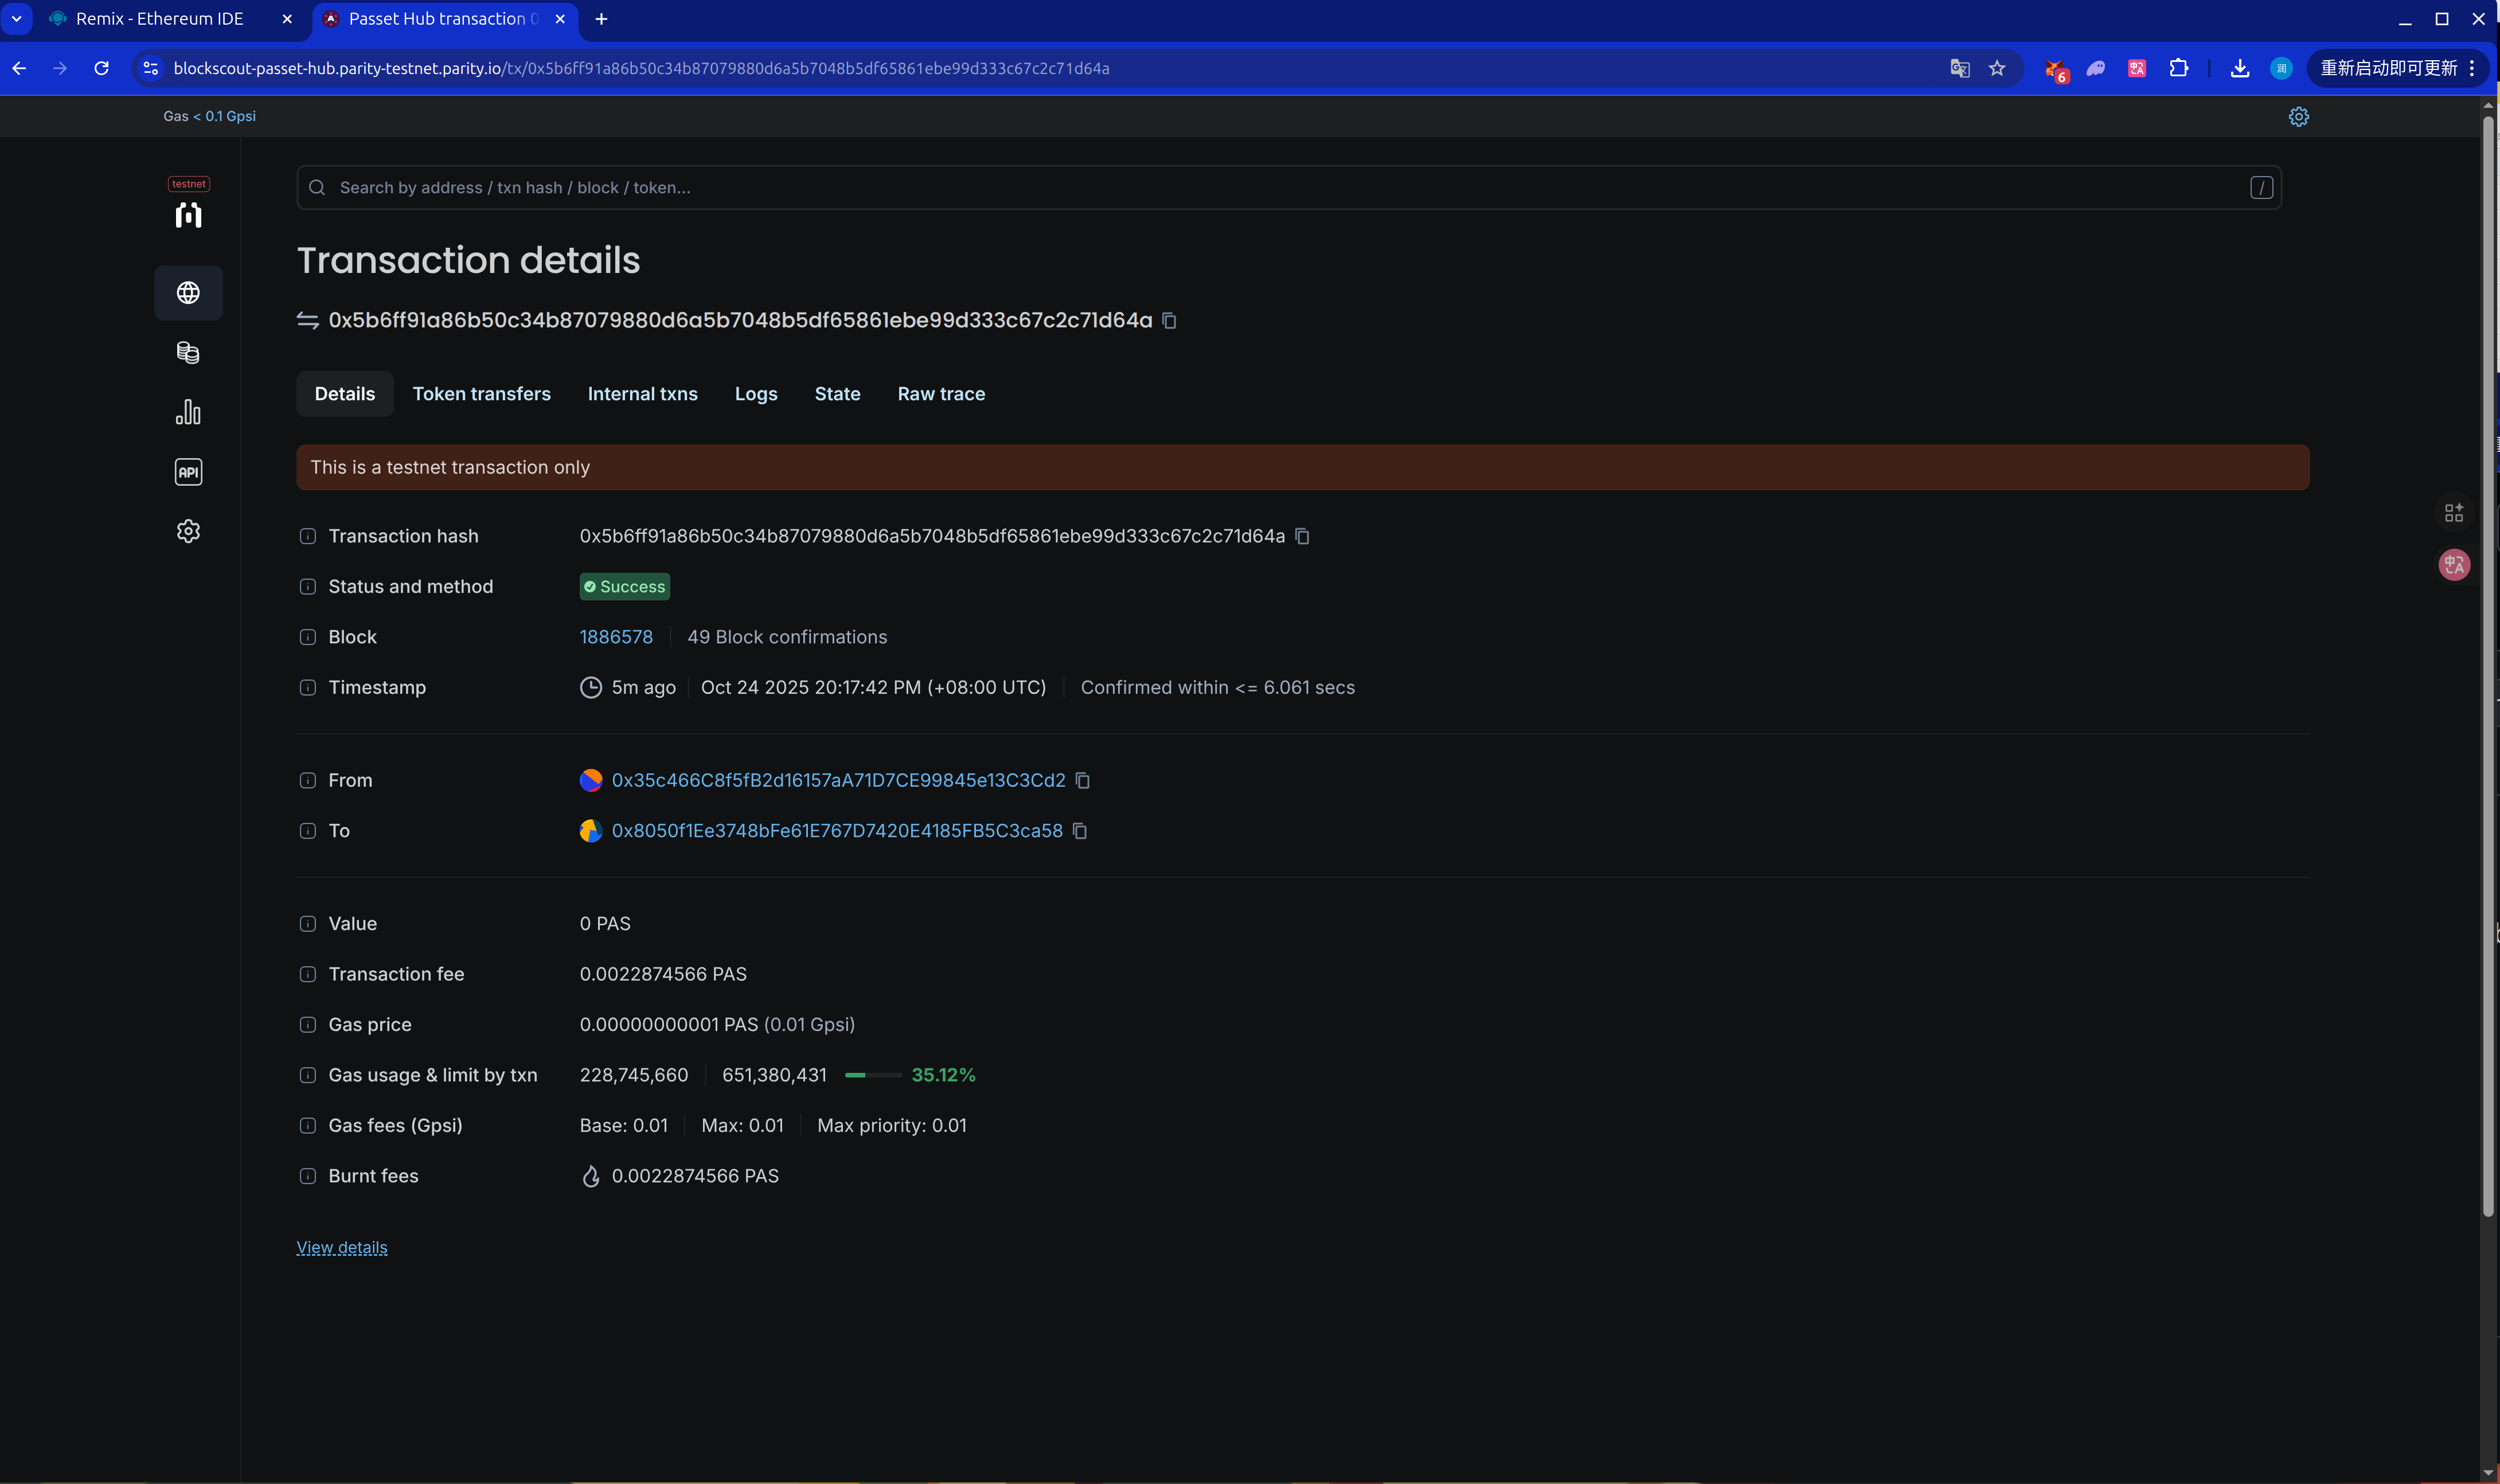 Remix - Ethereum IDE
Passet Hub transaction 0
blockscout-passet-hub.parity-testnet.parity.io/tx/0x5b6ff91a86b50c34b87079880d6a5b7048b5df65861ebe99d333c67c2c71d64a
6
润
重新启动即可更新
Gas < 0.1 Gpsi
testnet
Search by address / txn hash / block / token...
/
Transaction details
0x5b6ff91a86b50c34b87079880d6a5b7048b5df65861ebe99d333c67c2c71d64a
Details Token transfers Internal txns Logs State Raw trace
API
This is a testnet transaction only
Transaction hash 0x5b6ff91a86b50c34b87079880d6a5b7048b5df65861ebe99d333c67c2c71d64a
Status and method Success
Block 1886578 49 Block confirmations
Timestamp 5m ago Oct 24 2025 20:17:42 PM (+08:00 UTC) Confirmed within <= 6.061 secs
From 0x35c466C8f5fB2d16157aA71D7CE99845e13C3Cd2
To 0x8050f1Ee3748bFe61E767D7420E4185FB5C3ca58
Value 0 PAS
Transaction fee 0.0022874566 PAS
Gas price 0.00000000001 PAS (0.01 Gpsi)
Gas usage & limit by txn 228,745,660 651,380,431 35.12%
Gas fees (Gpsi) Base: 0.01 Max: 0.01 Max priority: 0.01
Burnt fees 0.0022874566 PAS
View details